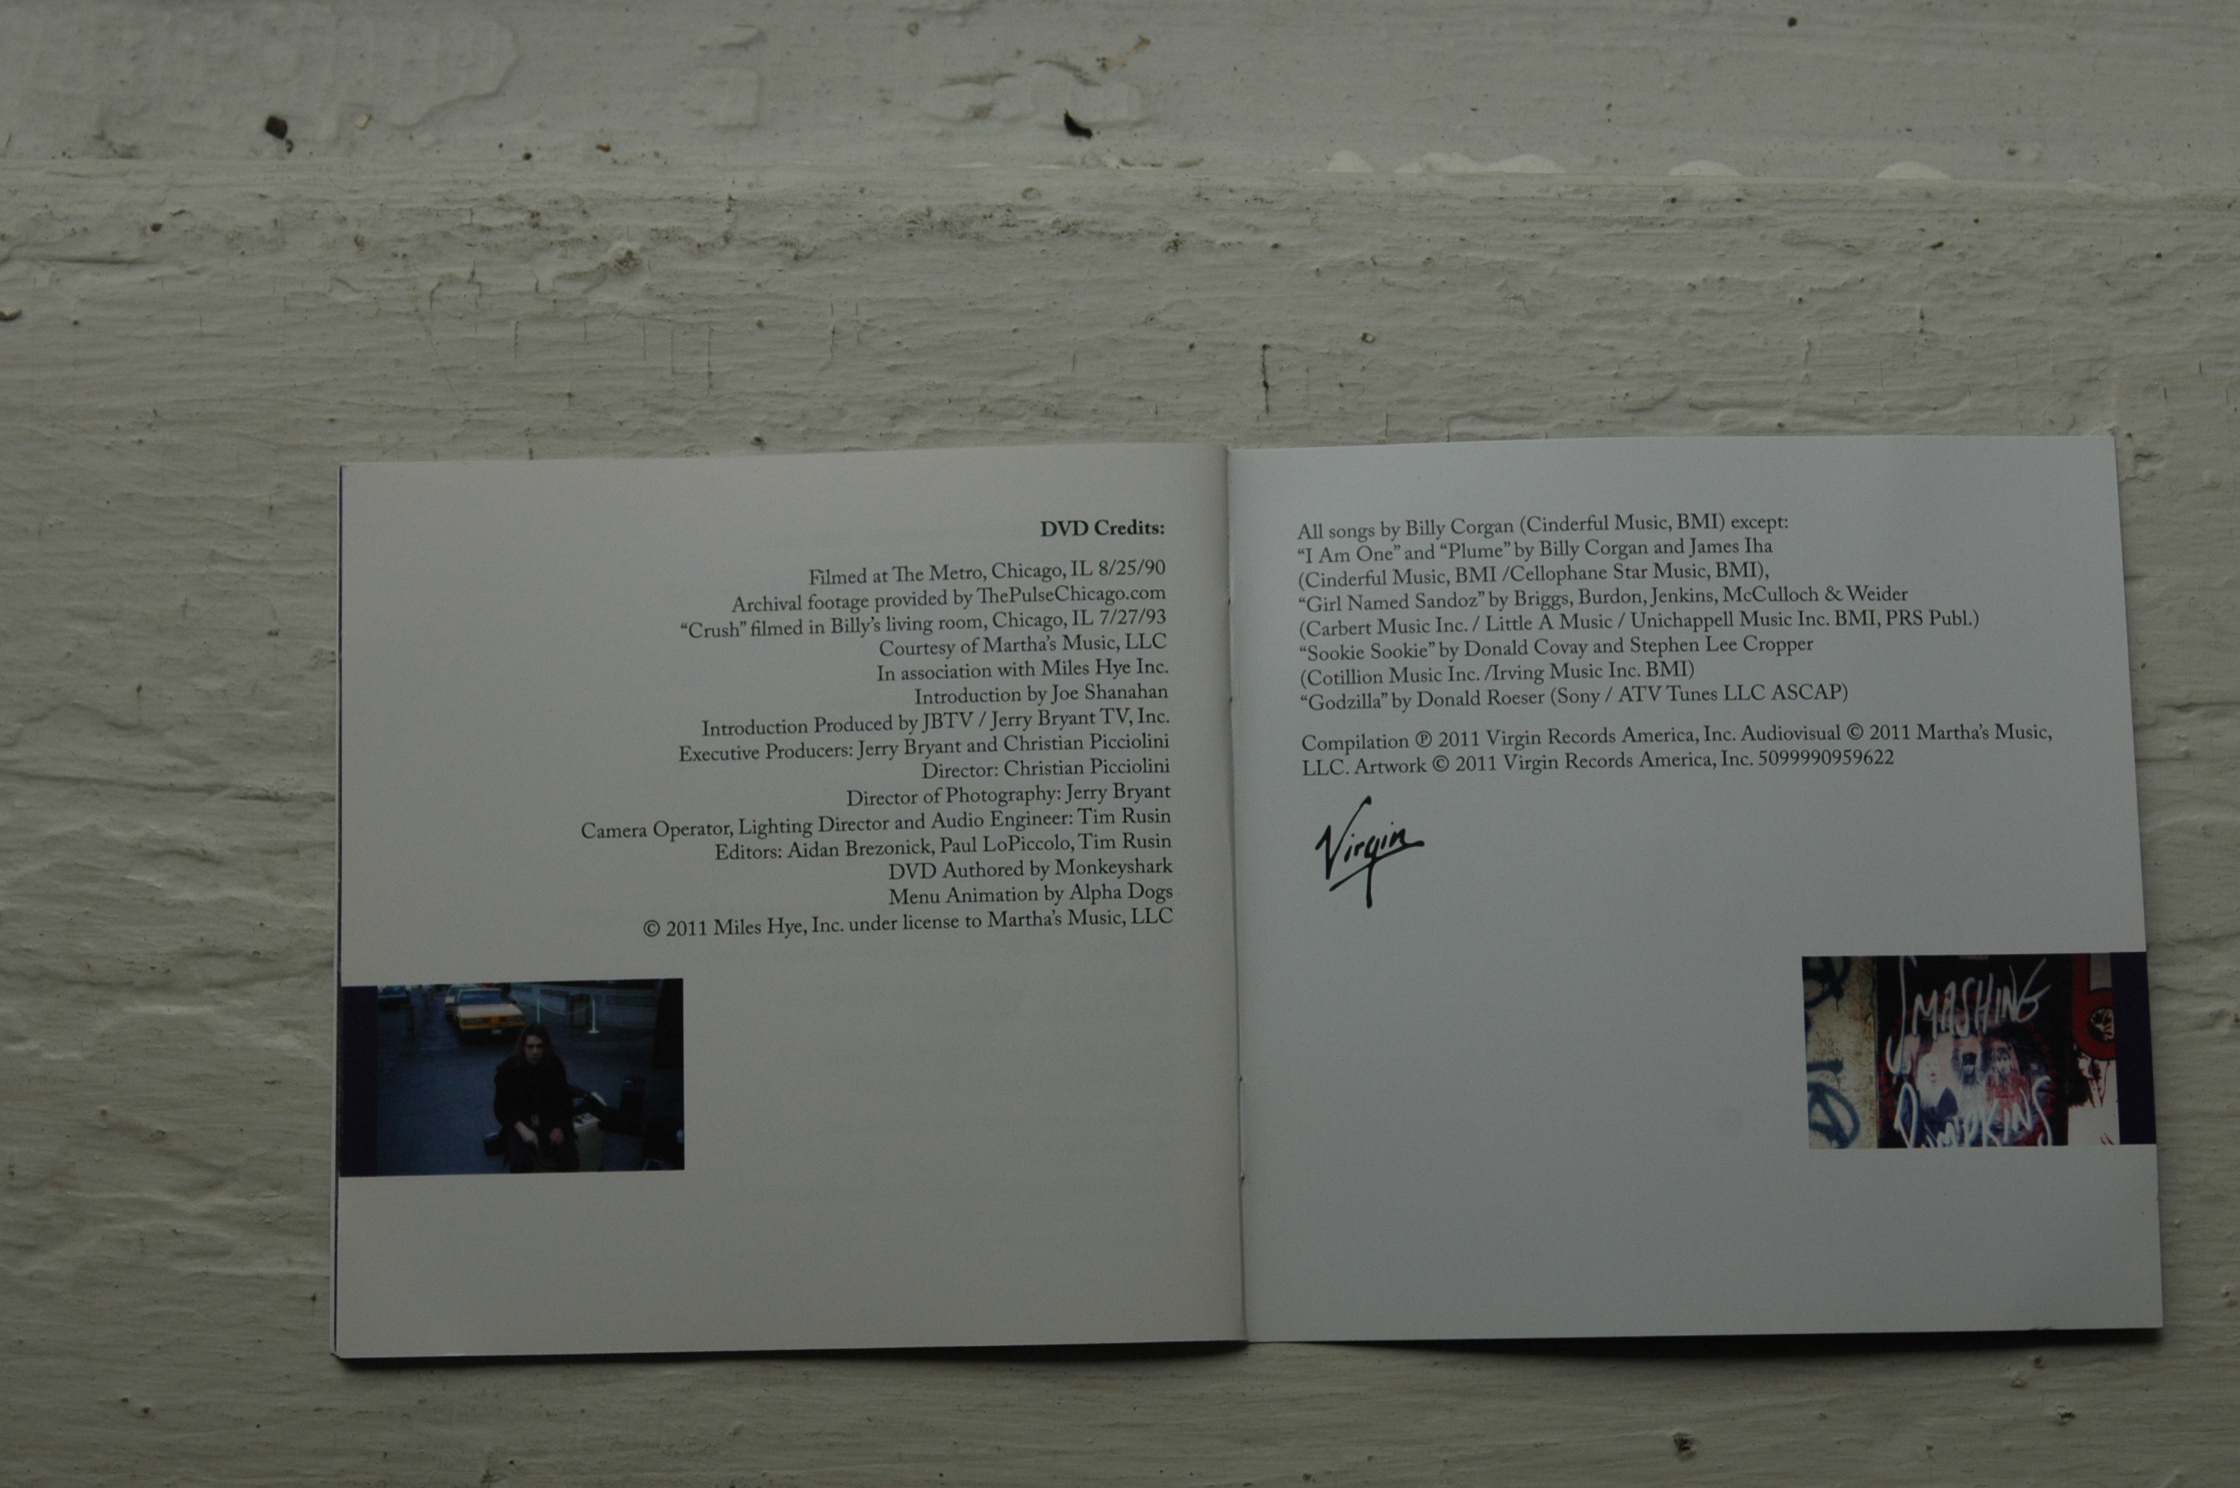 DVD Credits:
Filmed at The Metro, Chicago, IL 8/25/90
Archival footage provided by ThePulseChicago.com
“Crush” filmed in Billy’s living room, Chicago, IL 7/27/93
Courtesy of Martha’s Music, LLC
In association with Miles Hye Inc.
Introduction by Joe Shanahan
Introduction Produced by JBTV / Jerry Bryant TV, Inc.
Executive Producers: Jerry Bryant and Christian Picciolini
Director: Christian Picciolini
Director of Photography: Jerry Bryant
Camera Operator, Lighting Director and Audio Engineer: Tim Rusin
Editors: Aidan Brezonick, Paul LoPiccolo, Tim Rusin
DVD Authored by Monkeyshark
Menu Animation by Alpha Dogs
© 2011 Miles Hye, Inc. under license to Martha’s Music, LLC
All songs by Billy Corgan (Cinderful Music, BMI) except:
“I Am One” and “Plume” by Billy Corgan and James Iha
(Cinderful Music, BMI /Cellophane Star Music, BMI),
“Girl Named Sandoz” by Briggs, Burdon, Jenkins, McCulloch & Weider
(Carbert Music Inc. / Little A Music / Unichappell Music Inc. BMI, PRS Publ.)
“Sookie Sookie” by Donald Covay and Stephen Lee Cropper
(Cotillion Music Inc. /Irving Music Inc. BMI)
“Godzilla” by Donald Roeser (Sony / ATV Tunes LLC ASCAP)
Compilation ℗ 2011 Virgin Records America, Inc. Audiovisual © 2011 Martha’s Music,
LLC. Artwork © 2011 Virgin Records America, Inc. 5099990959622
Virgin
SMASHING
PUMPKINS